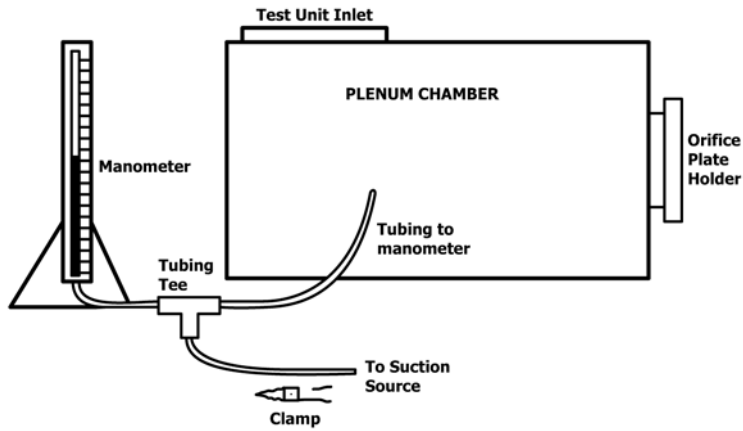 Test Unit Inlet
PLENUM CHAMBER
Manometer
Orifice
Plate
Holder
Tubing to
manometer
Tubing
Tee
To Suction
Source
Clamp